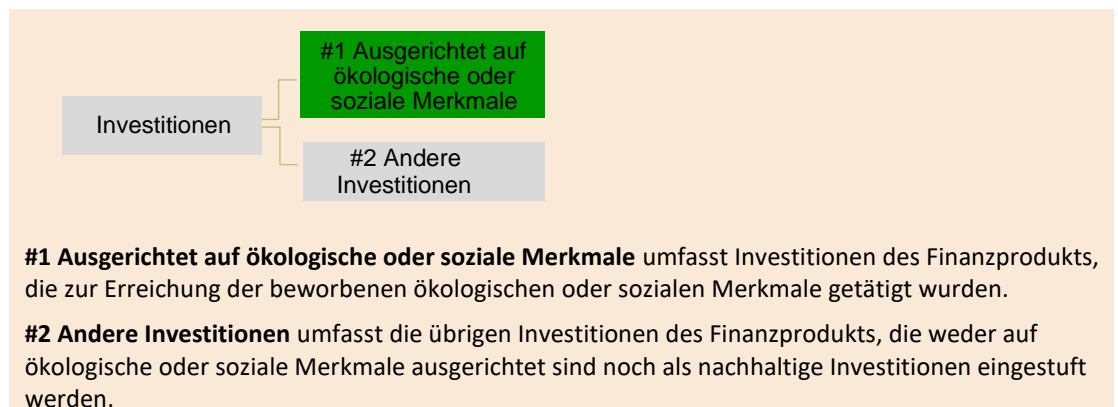 #1 Ausgerichtet auf
ökologische oder
soziale Merkmale
Investitionen
#2 Andere
Investitionen
#1 Ausgerichtet auf ökologische oder soziale Merkmale umfasst Investitionen des Finanzprodukts,
die zur Erreichung der beworbenen ökologischen oder sozialen Merkmale getätigt wurden.
#2 Andere Investitionen umfasst die übrigen Investitionen des Finanzprodukts, die weder auf
ökologische oder soziale Merkmale ausgerichtet sind noch als nachhaltige Investitionen eingestuft
werden.